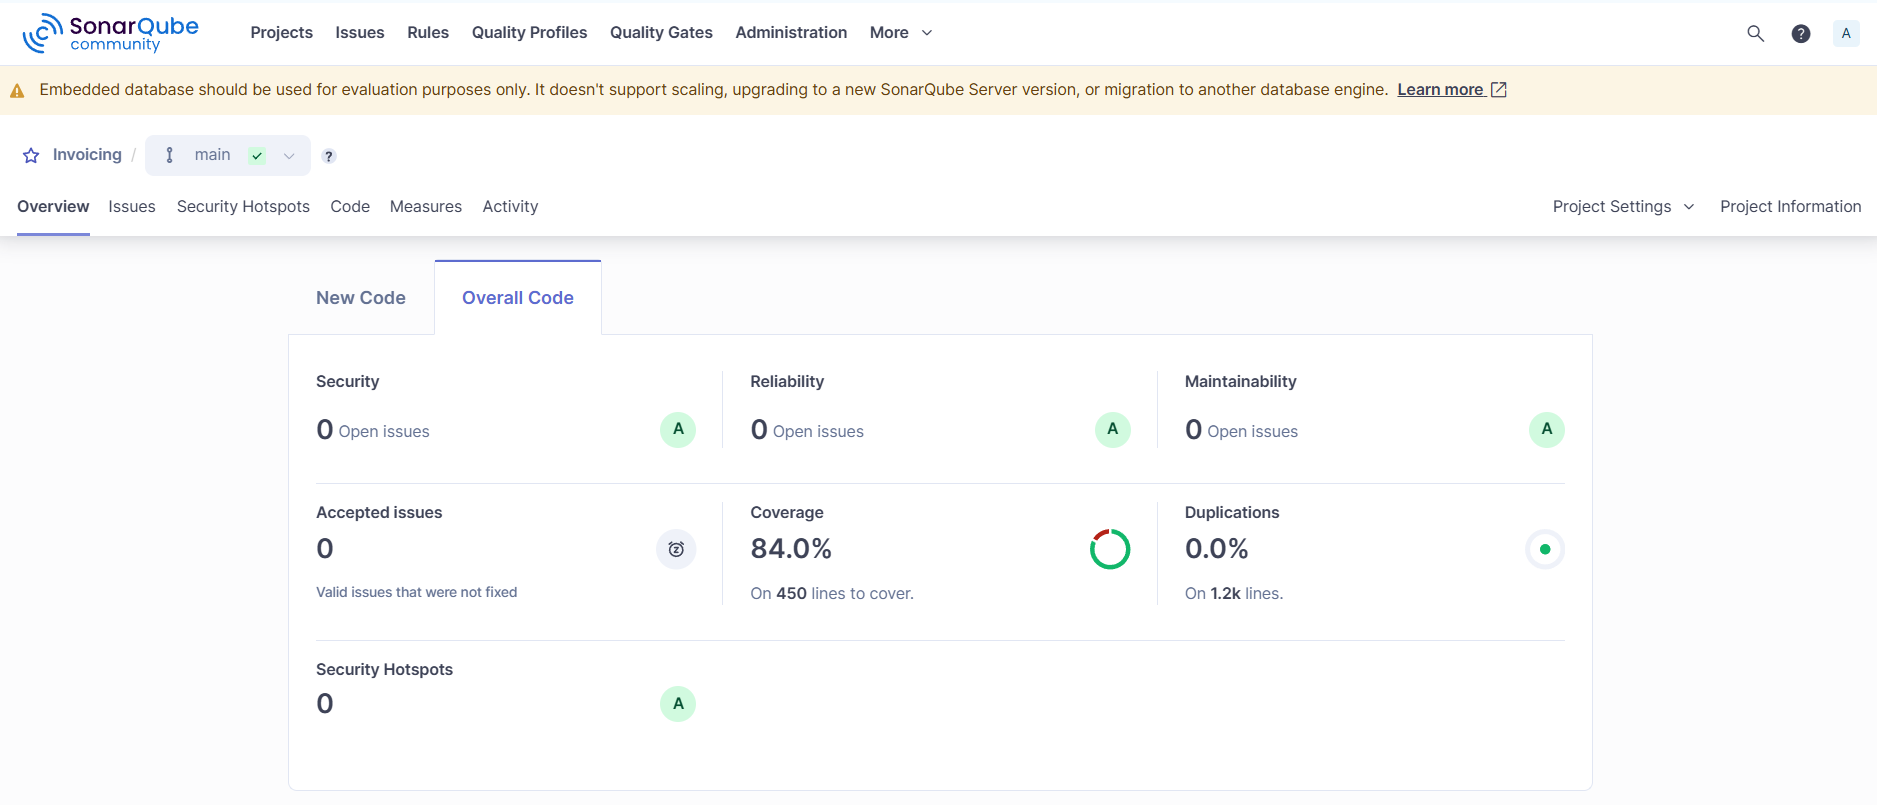 SonarQube
community
Projects Issues Rules Quality Profiles Quality Gates Administration More
? A
Embedded database should be used for evaluation purposes only. It doesn't support scaling, upgrading to a new SonarQube Server version, or migration to another database engine. Learn more
Invoicing / main ?
Overview Issues Security Hotspots Code Measures Activity Project Settings Project Information
New Code Overall Code
Security Reliability Maintainability
0 Open issues A 0 Open issues A 0 Open issues A
Accepted issues Coverage Duplications
0 84.0% 0.0%
Valid issues that were not fixed On 450 lines to cover. On 1.2k lines.
Security Hotspots
0 A